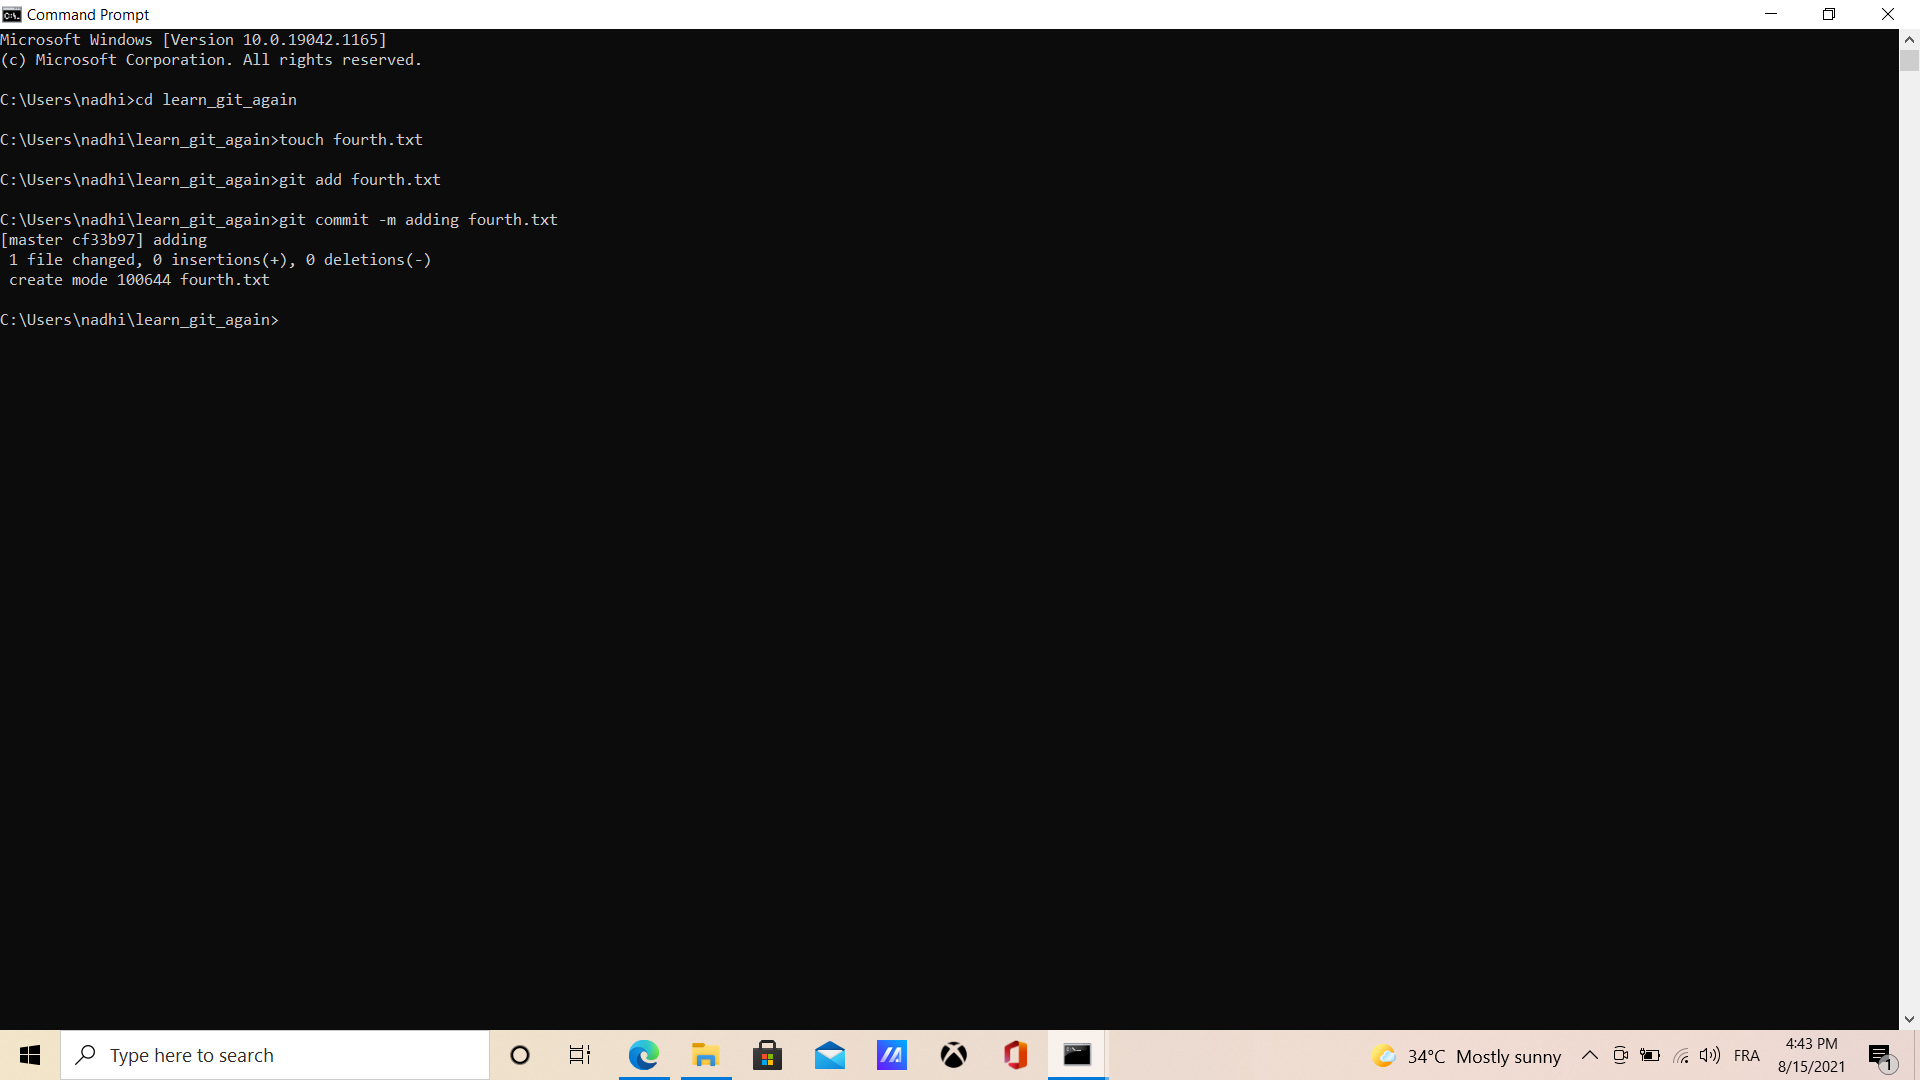 Command Prompt
Microsoft Windows [Version 10.0.19042.1165]
(c) Microsoft Corporation. All rights reserved.
C:\Users\nadhi>cd learn_git_again
C:\Users\nadhi\learn_git_again>touch fourth.txt
C:\Users\nadhi\learn_git_again>git add fourth.txt
C:\Users\nadhi\learn_git_again>git commit -m adding fourth.txt
[master cf33b97] adding
 1 file changed, 0 insertions(+), 0 deletions(-)
 create mode 100644 fourth.txt
C:\Users\nadhi\learn_git_again>
Type here to search
34°C Mostly sunny
FRA
4:43 PM
8/15/2021
1